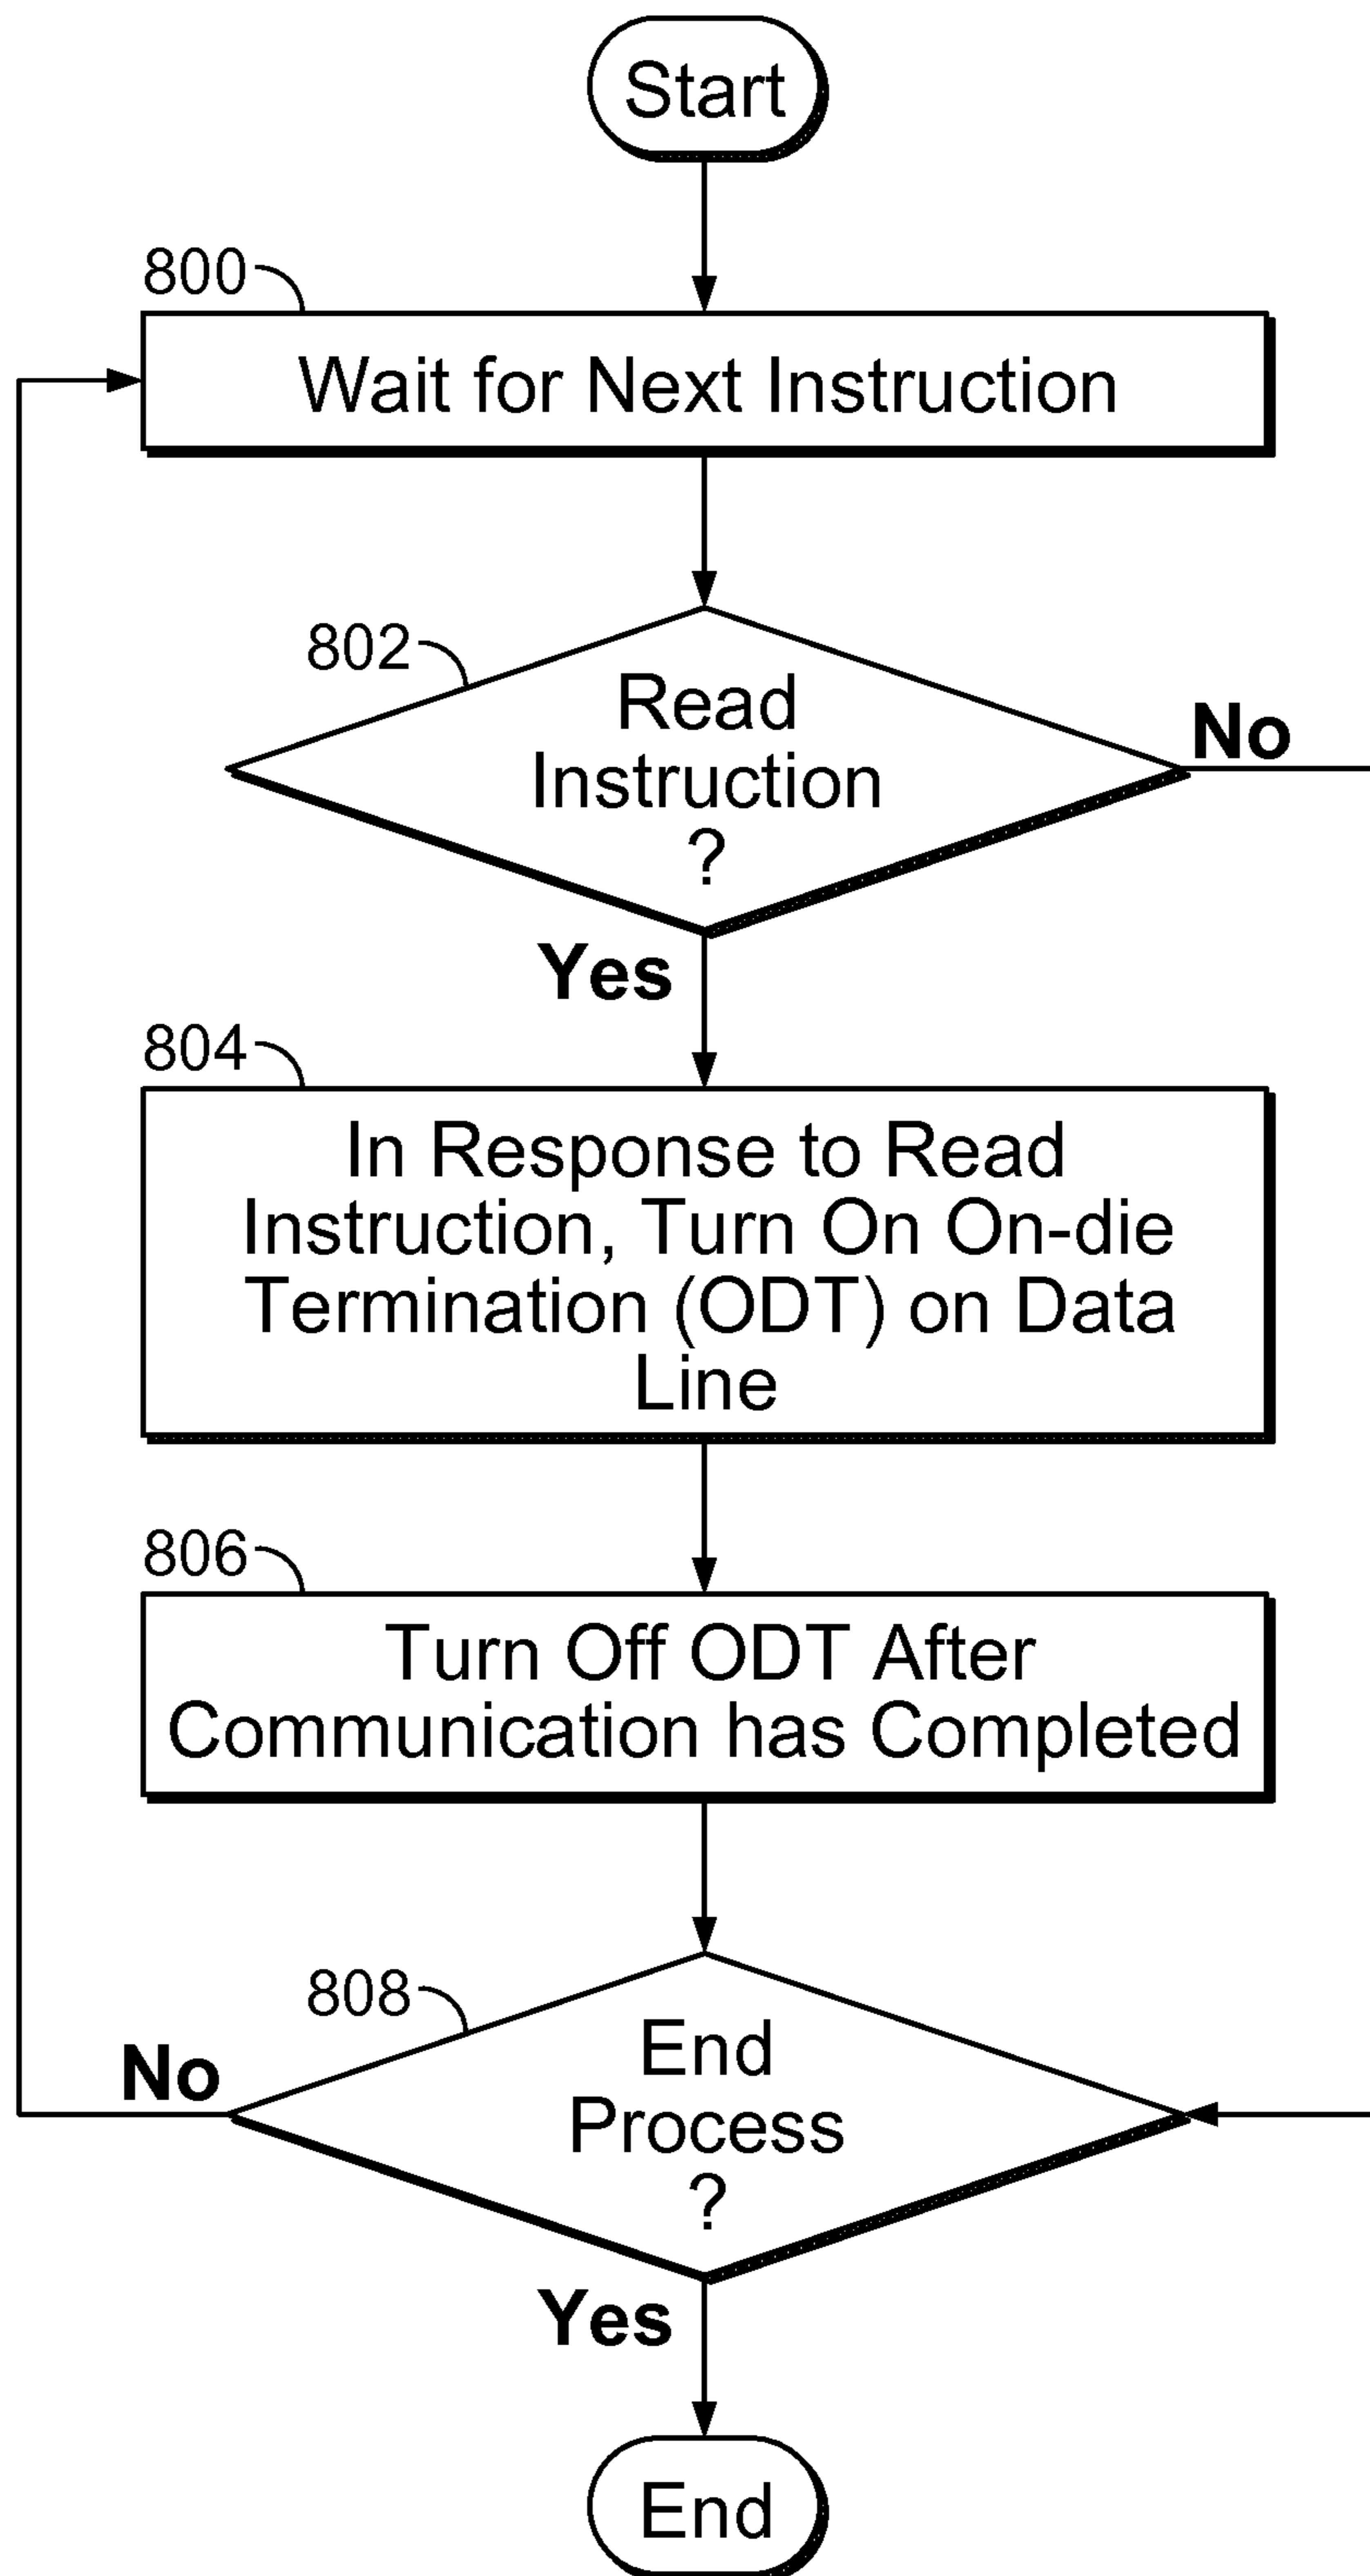 Start
800
Wait for Next Instruction
802
Read
Instruction
?
No
Yes
804
In Response to Read
Instruction, Turn On On-die
Termination (ODT) on Data
Line
806
Turn Off ODT After
Communication has Completed
808
End
Process
?
No
Yes
End